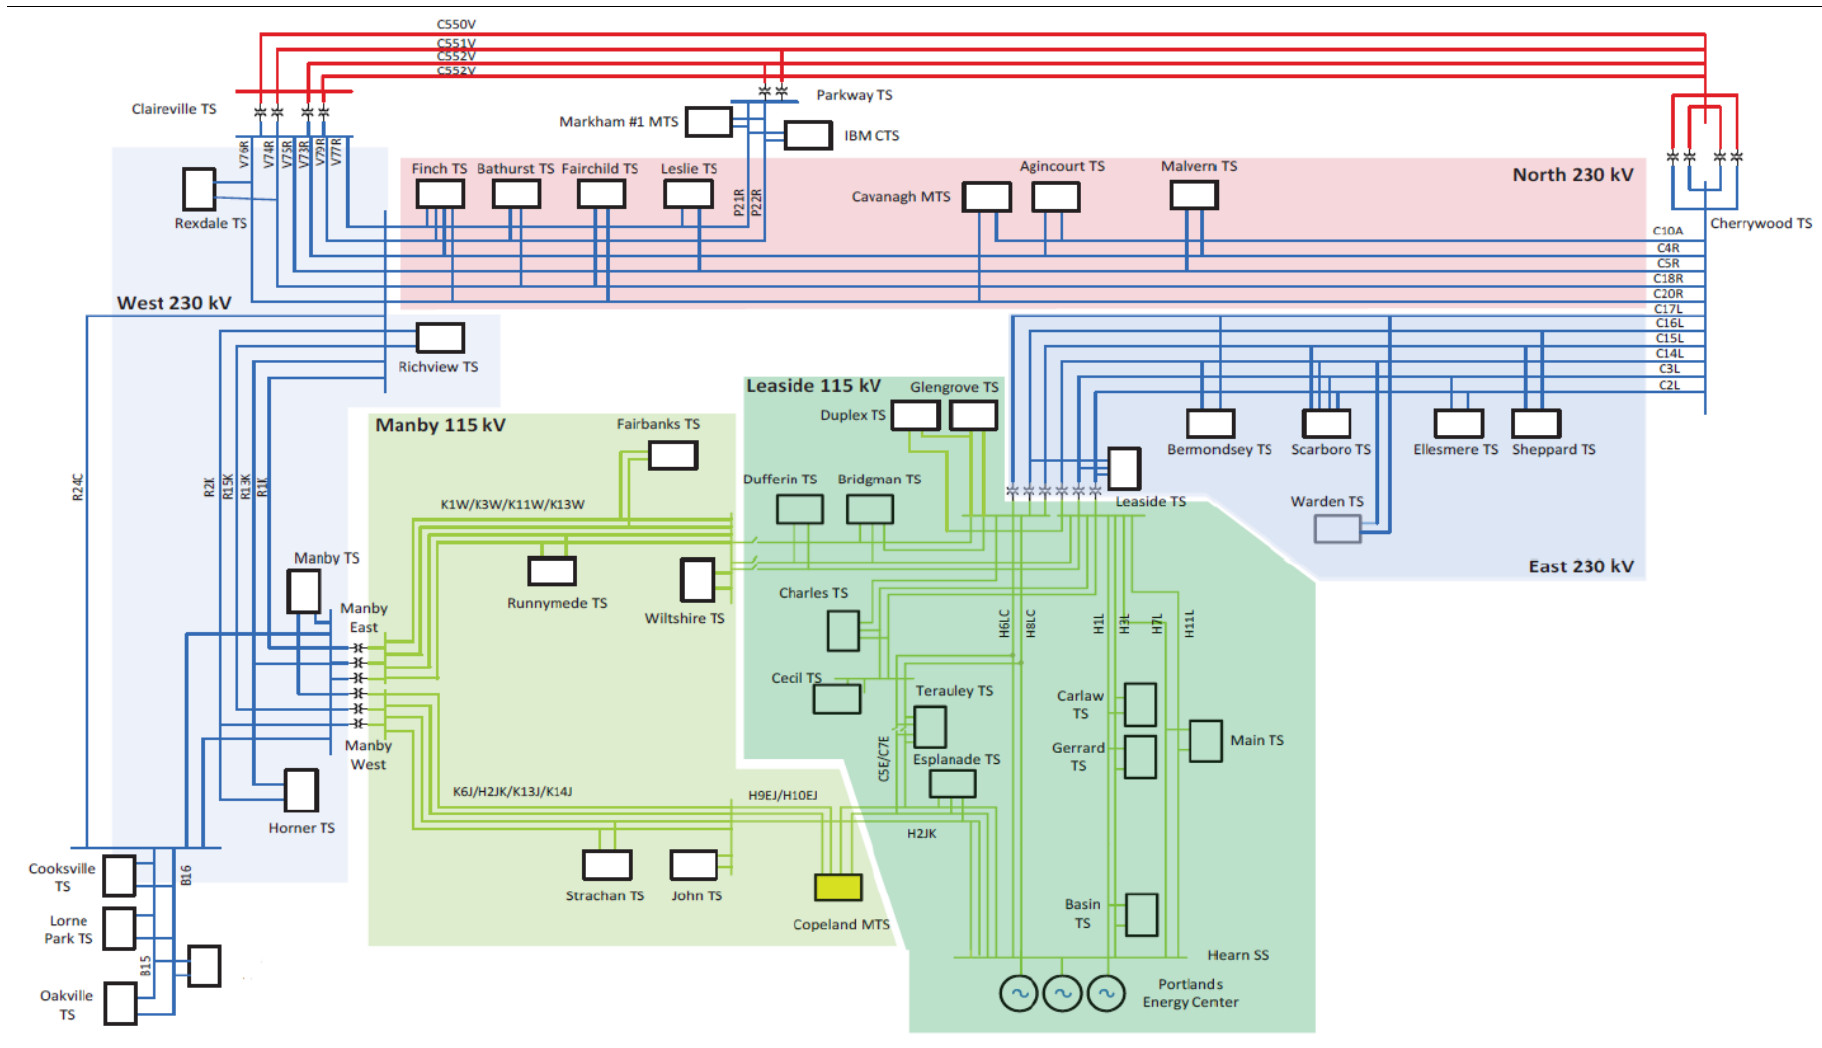 C550V
C551V
C552V
C552V
Claireville TS
Parkway TS
Markham #1 MTS
IBM CTS
V76R
V74R
V75R
V73R
V79R
V77R
Rexdale TS
Finch TS
Bathurst TS
Fairchild TS
Leslie TS
P21R
P22R
Cavanagh MTS
Agincourt TS
Malvern TS
North 230 kV
Cherrywood TS
C10A
C4R
C5R
C18R
C20R
C17L
C16L
C15L
C14L
C3L
C2L
West 230 kV
Richview TS
R24C
R2K
R15K
R13K
R1K
Manby 115 kV
Fairbanks TS
K1W/K3W/K11W/K13W
Runnymede TS
Wiltshire TS
Leaside 115 kV
Glengrove TS
Duplex TS
Dufferin TS
Bridgman TS
Leaside TS
Bermondsey TS
Scarboro TS
Ellesmere TS
Sheppard TS
Warden TS
East 230 kV
Manby TS
Manby
East
Manby
West
Charles TS
Cecil TS
Terauley TS
C5E/C7E
Esplanade TS
H6LC
H8LC
H1L
H3L
H7L
H11L
Carlaw
TS
Gerrard
TS
Main TS
Horner TS
K6J/H2JK/K13J/K14J
H9EJ/H10EJ
H2JK
Strachan TS
John TS
Copeland MTS
Basin
TS
Hearn SS
Portlands
Energy Center
Cooksville
TS
B16
Lorne
Park TS
B15
Oakville
TS